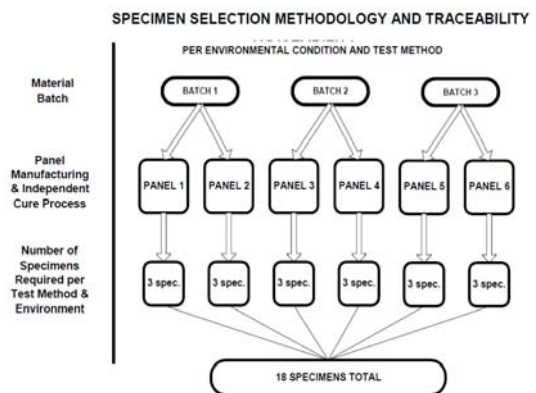 SPECIMEN SELECTION METHODOLOGY AND TRACEABILITY
PER ENVIRONMENTAL CONDITION AND TEST METHOD
Material
Batch
BATCH 1
BATCH 2
BATCH 3
Panel
Manufacturing
& Independent
Cure Process
PANEL 1
PANEL 2
PANEL 3
PANEL 4
PANEL 5
PANEL 6
Number of
Specimens
Required per
Test Method &
Environment
3 spec.
3 spec.
3 spec.
3 spec.
3 spec.
3 spec.
18 SPECIMENS TOTAL